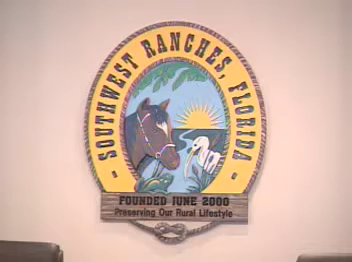 - SOUTHWEST RANCHES, FLORIDA -
FOUNDED JUNE 2000
Preserving Our Rural Lifestyle